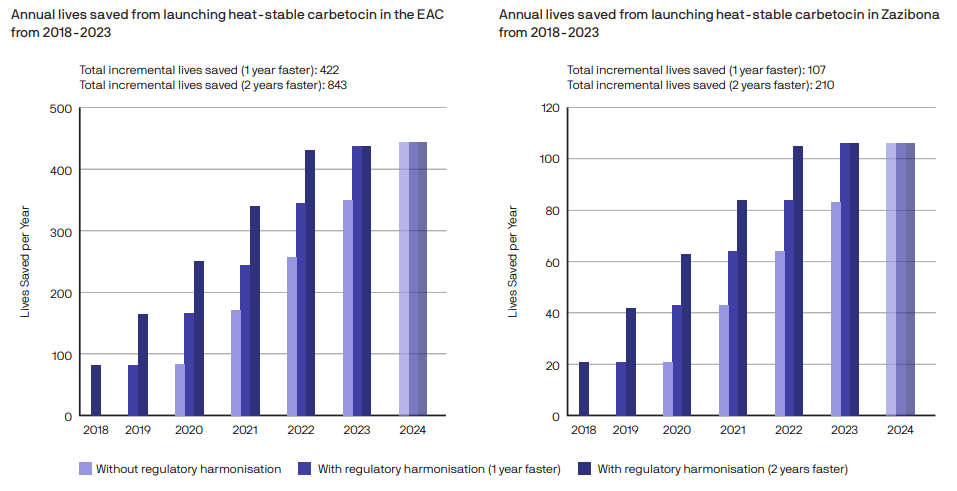 Annual lives saved from launching heat-stable carbetocin in the EAC
from 2018-2023
Total incremental lives saved (1 year faster): 422
Total incremental lives saved (2 years faster): 843
500
400
300
200
100
0
Lives Saved per Year
2018 2019 2020 2021 2022 2023 2024
Annual lives saved from launching heat-stable carbetocin in Zazibona
from 2018-2023
Total incremental lives saved (1 year faster): 107
Total incremental lives saved (2 years faster): 210
120
100
80
60
40
20
0
Lives Saved per Year
2018 2019 2020 2021 2022 2023 2024
Without regulatory harmonisation With regulatory harmonisation (1 year faster) With regulatory harmonisation (2 years faster)